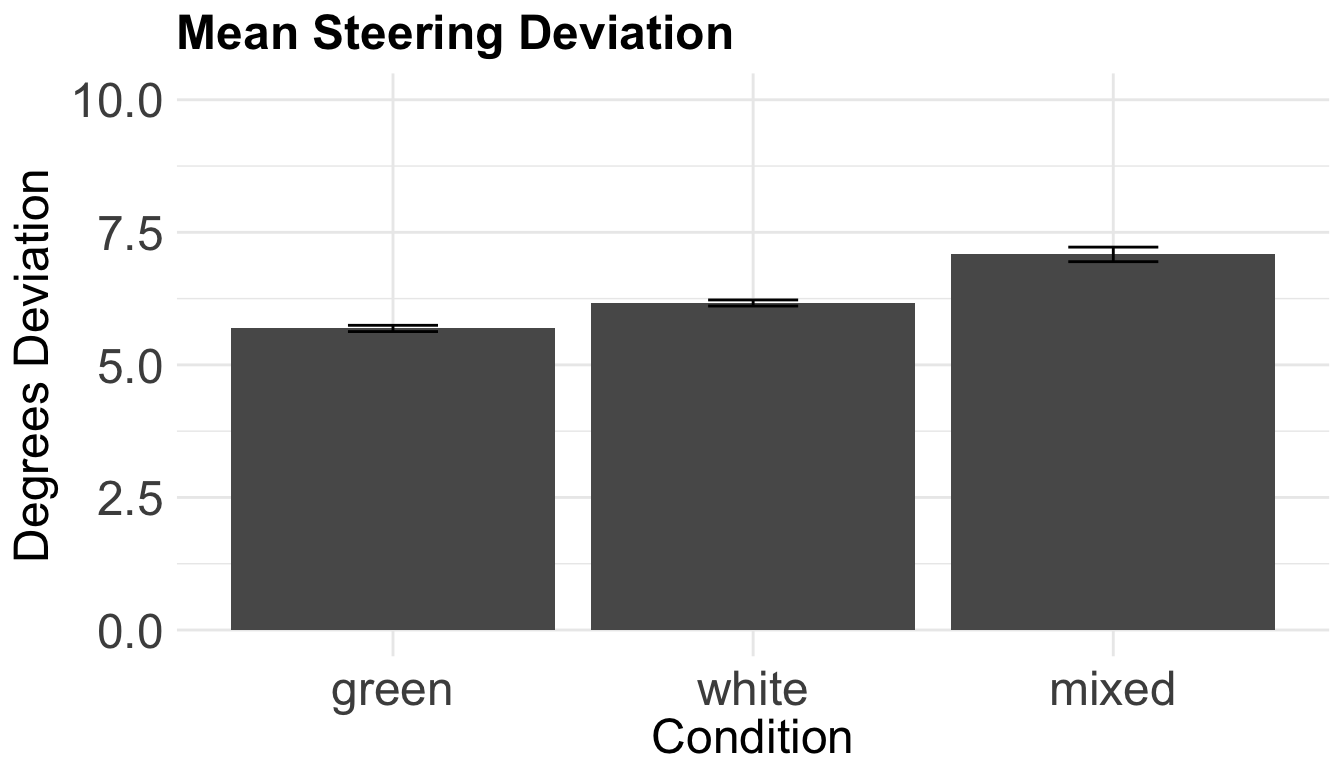 Mean Steering Deviation
Degrees Deviation
10.0
7.5
5.0
2.5
0.0
green white mixed
Condition